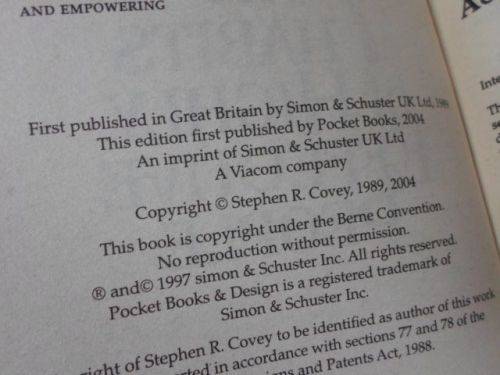 AND EMPOWERING
First published in Great Britain by Simon & Schuster UK Ltd, 1989
This edition first published by Pocket Books, 2004
An imprint of Simon & Schuster UK Ltd
A Viacom company
Copyright © Stephen R. Covey, 1989, 2004
This book is copyright under the Berne Convention.
No reproduction without permission.
® and© 1997 simon & Schuster Inc. All rights reserved.
Pocket Books & Design is a registered trademark of
Simon & Schuster Inc.
ght of Stephen R. Covey to be identified as author of this work
rted in accordance with sections 77 and 78 of the
ns and Patents Act, 1988.
Inte